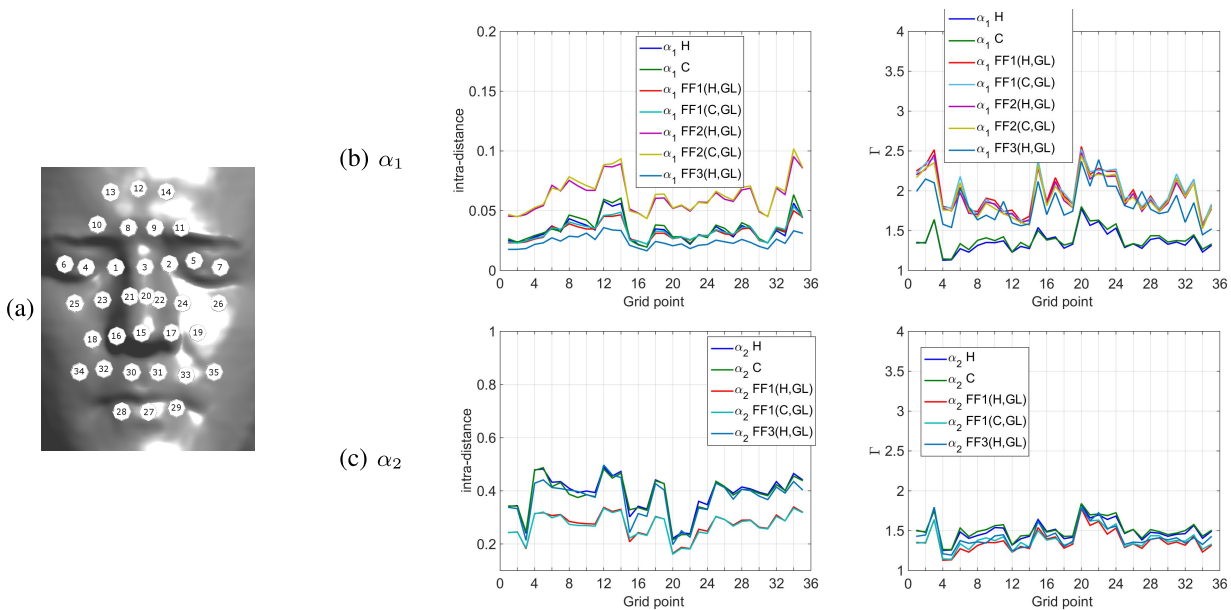 (a)
13 12 14
10 8 9 11
6 4 1 3 2 5 7
25 23 21 20 22 24 26
18 16 15 17 19
34 32 30 31 33 35
28 27 29
(b) α1
0.2
0.15
0.1
0.05
0
intra-distance
α1 H
α1 C
α1 FF1(H,GL)
α1 FF1(C,GL)
α1 FF2(H,GL)
α1 FF2(C,GL)
α1 FF3(H,GL)
0 4 8 12 16 20 24 28 32 36
Grid point
4
3.5
3
2.5
2
1.5
1
Γ
α1 H
α1 C
α1 FF1(H,GL)
α1 FF1(C,GL)
α1 FF2(H,GL)
α1 FF2(C,GL)
α1 FF3(H,GL)
0 4 8 12 16 20 24 28 32 36
Grid point
(c) α2
1
0.8
0.6
0.4
0.2
intra-distance
α2 H
α2 C
α2 FF1(H,GL)
α2 FF1(C,GL)
α2 FF3(H,GL)
0 4 8 12 16 20 24 28 32 36
Grid point
4
3.5
3
2.5
2
1.5
1
Γ
α2 H
α2 C
α2 FF1(H,GL)
α2 FF1(C,GL)
α2 FF3(H,GL)
0 4 8 12 16 20 24 28 32 36
Grid point